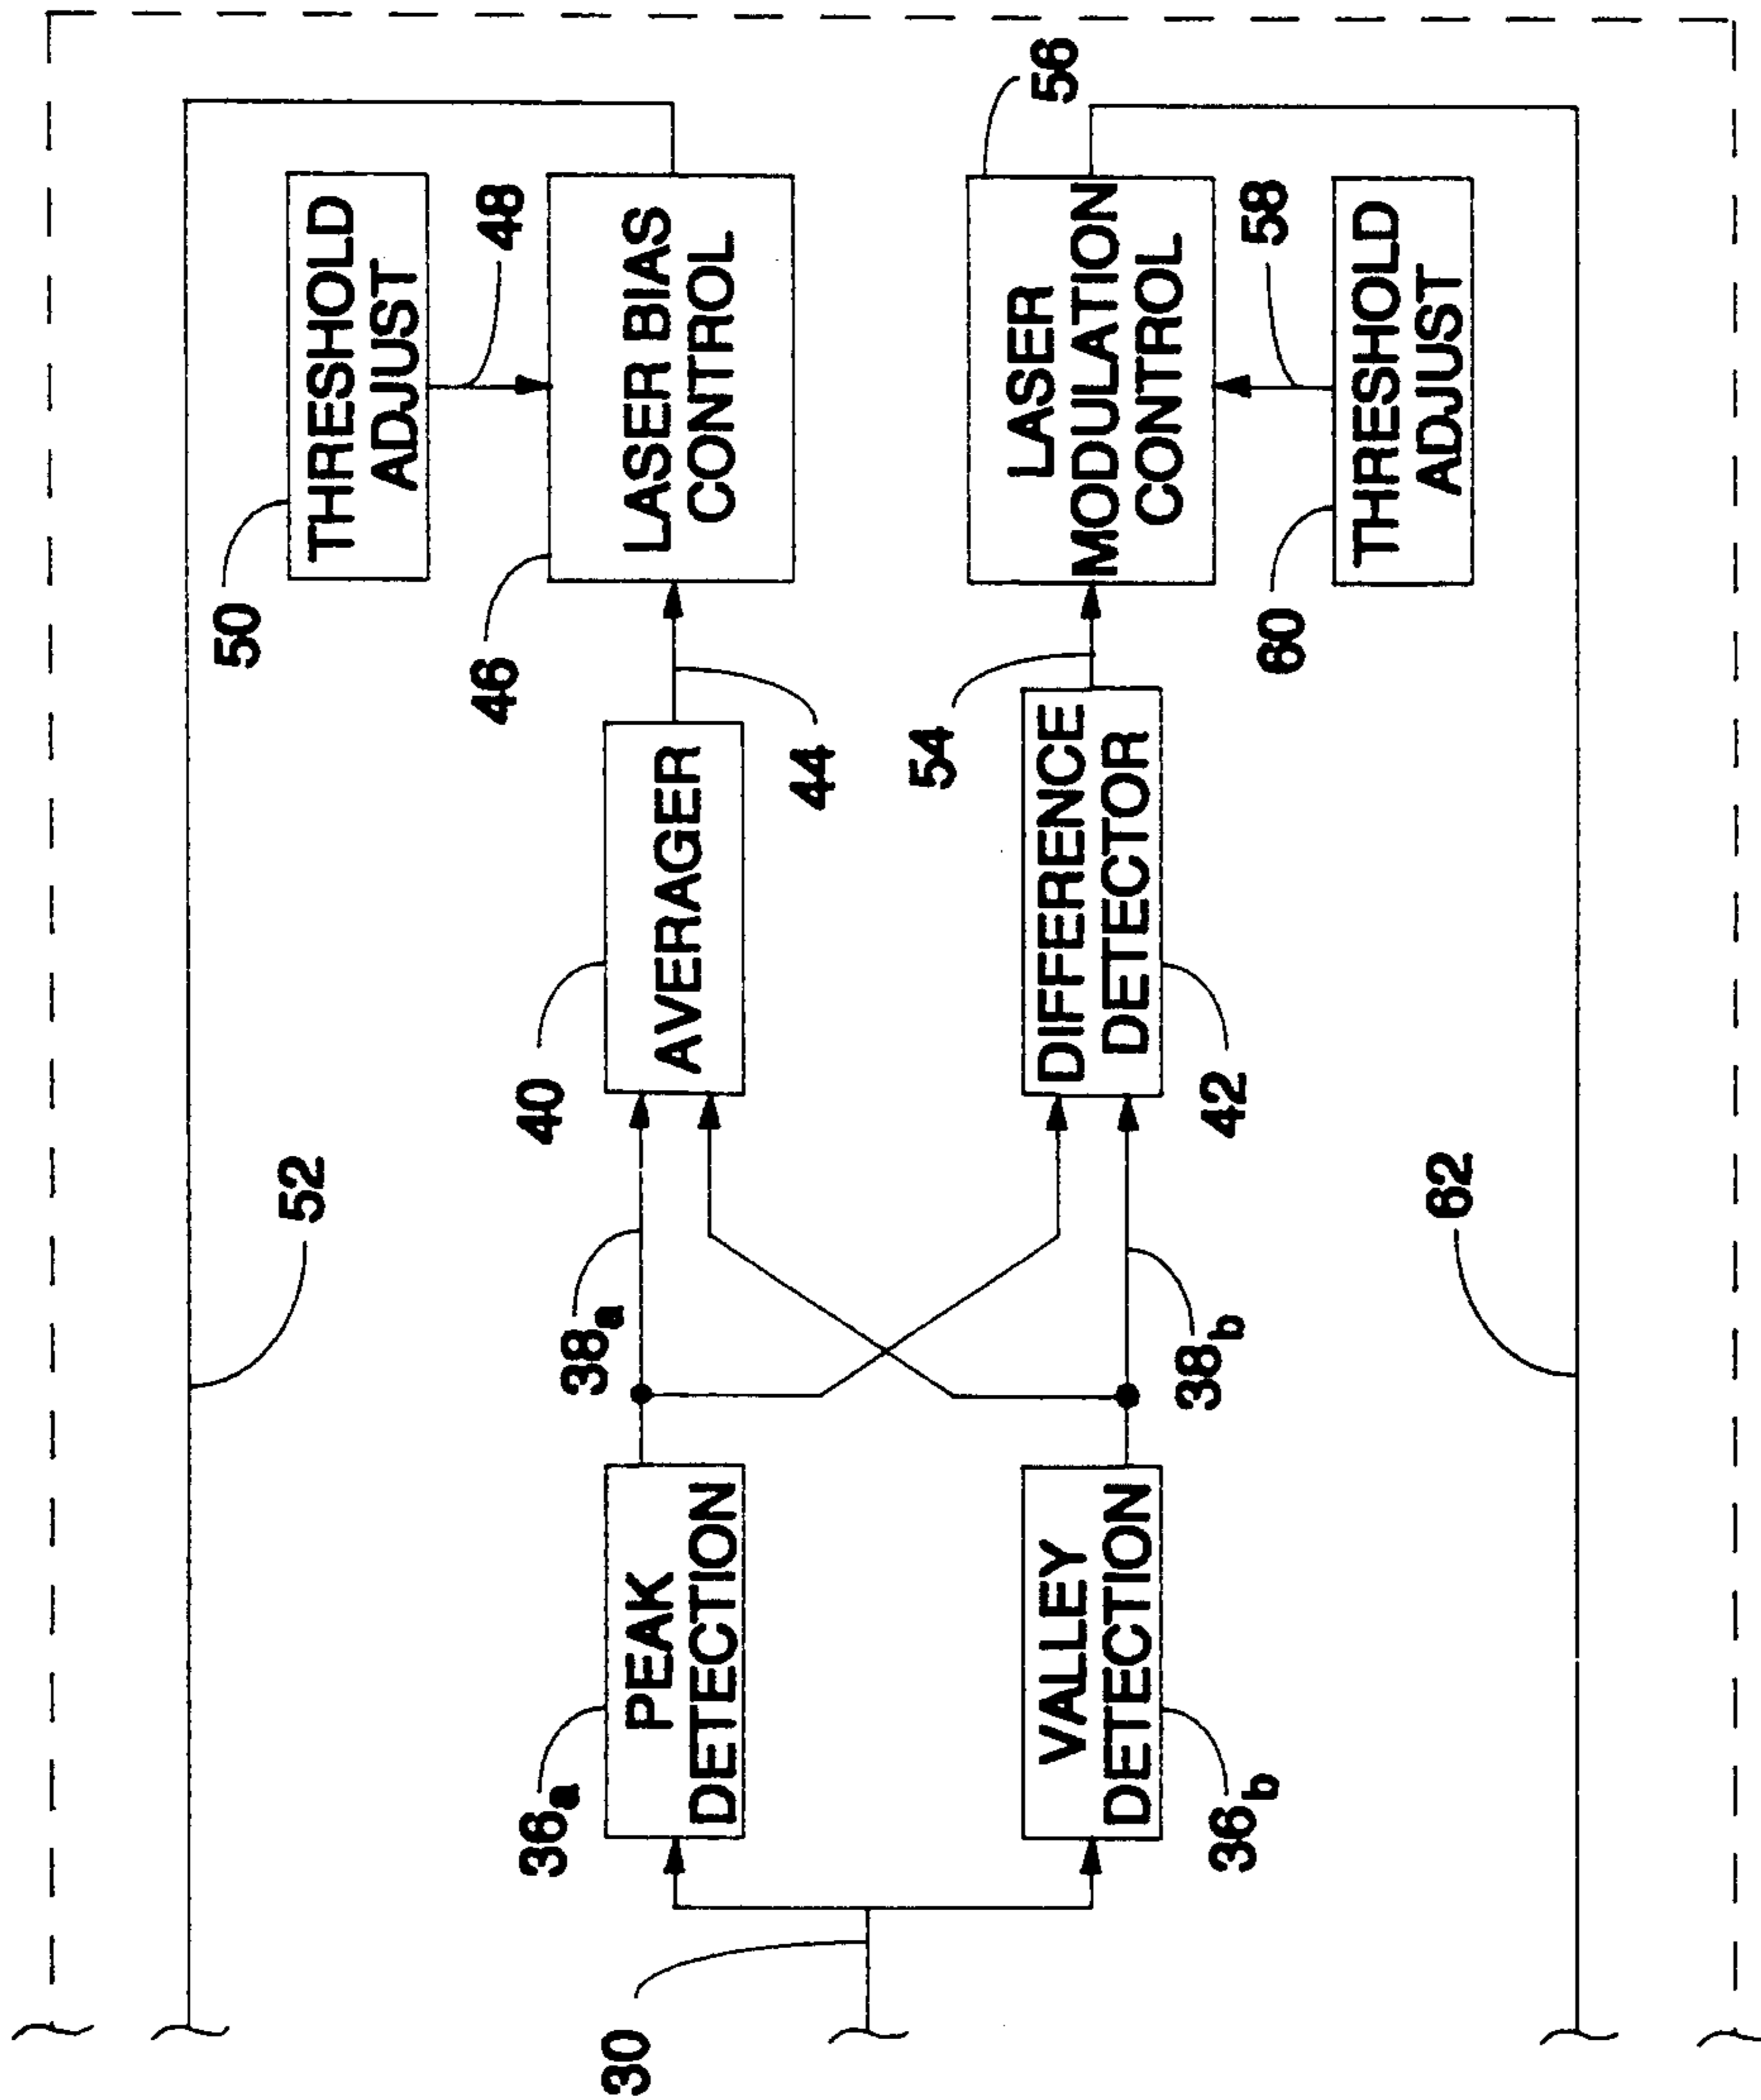 52
50
THRESHOLD
ADJUST
48
46
LASER BIAS
CONTROL
40
AVERAGER
44
38a
36a
PEAK
DETECTION
30
54
56
LASER
MODULATION
CONTROL
DIFFERENCE
DETECTOR
42
VALLEY
DETECTION
36b
38b
58
60
THRESHOLD
ADJUST
62